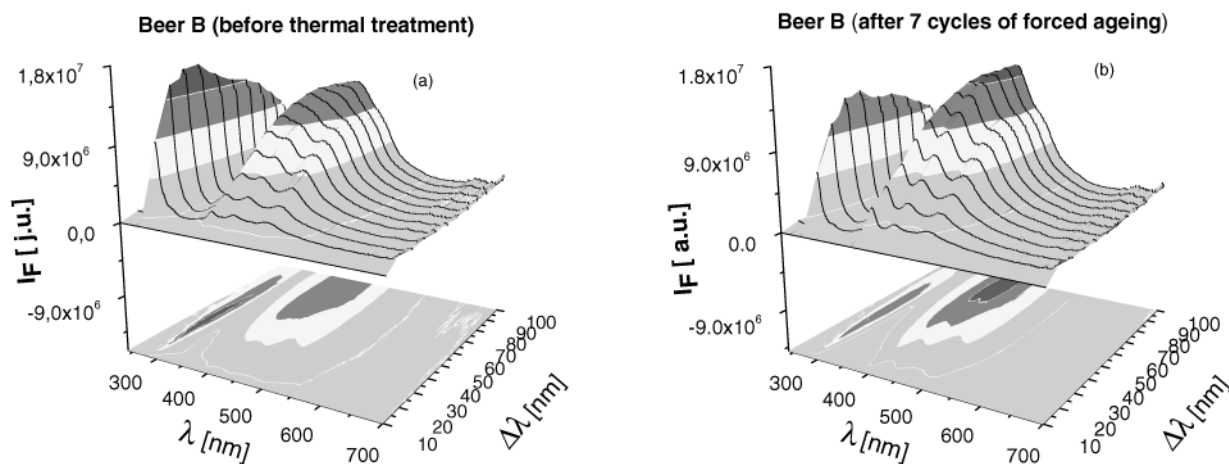 Beer B (before thermal treatment)
(a)
1,8x10⁷
9,0x10⁶
0,0
-9,0x10⁶
I_F [ j.u.]
300
400
500
600
700
λ [nm]
10
20
30
40
50
60
70
80
90
100
Δλ [nm]
Beer B (after 7 cycles of forced ageing)
(b)
1.8x10⁷
9.0x10⁶
0.0
-9.0x10⁶
I_F [ a.u.]
300
400
500
600
700
λ [nm]
10
20
30
40
50
60
70
80
90
100
Δλ [nm]